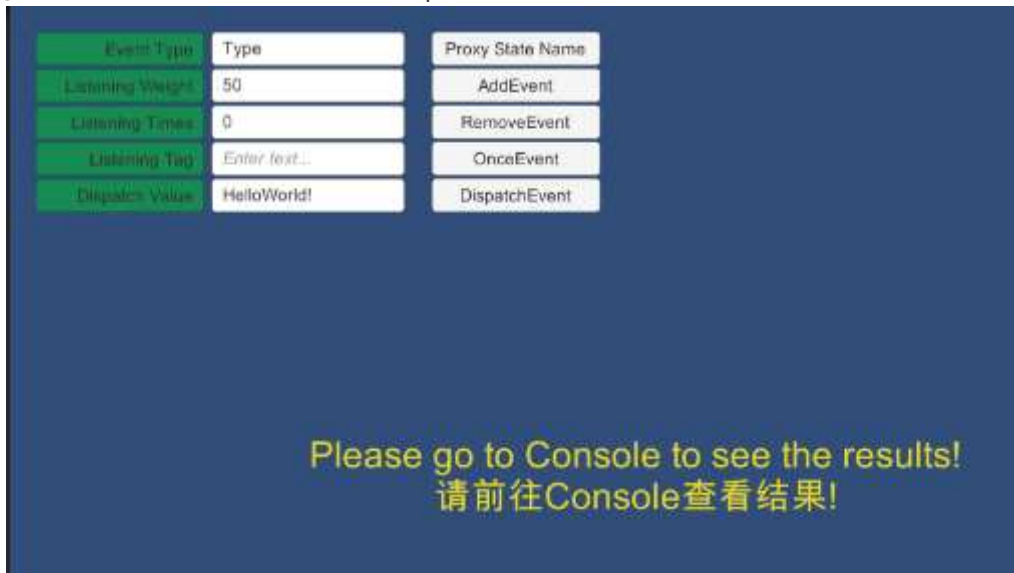 Event Type Type Proxy State Name
Listening Weight 50 AddEvent
Listening Times 0 RemoveEvent
Listening Tag Enter text... OnceEvent
Dispatch Value HelloWorld! DispatchEvent
Please go to Console to see the results!
请前往Console查看结果!